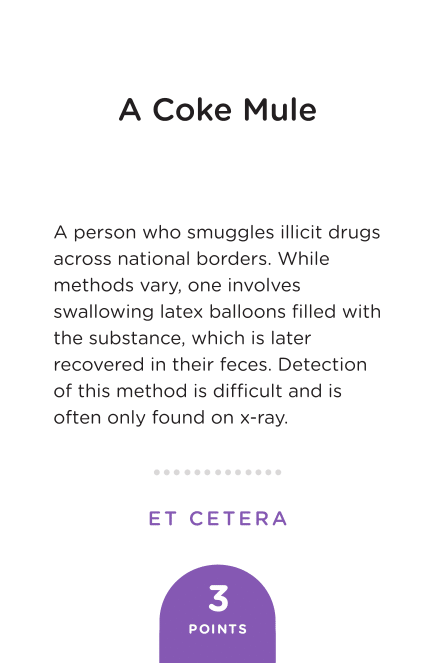 A Coke Mule
A person who smuggles illicit drugs
across national borders. While
methods vary, one involves
swallowing latex balloons filled with
the substance, which is later
recovered in their feces. Detection
of this method is difficult and is
often only found on x-ray.
ET CETERA
3
POINTS